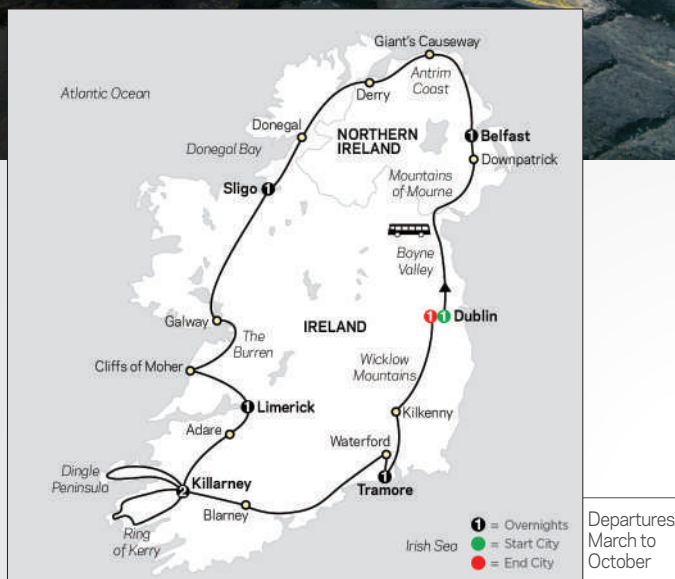 Giant's Causeway
Antrim
Coast
Atlantic Ocean
Derry
Donegal
NORTHERN
IRELAND
1 Belfast
Donegal Bay
Downpatrick
Mountains
of Mourne
Sligo 1
Boyne
Valley
1 1 Dublin
Galway
IRELAND
The
Burren
Wicklow
Mountains
Cliffs of Moher
1 Limerick
Kilkenny
Adare
Waterford
Dingle
Peninsula
2 Killarney
1
Tramore
Blarney
Ring
of Kerry
Irish Sea
1 = Overnights
= Start City
= End City
Departures
March to
October